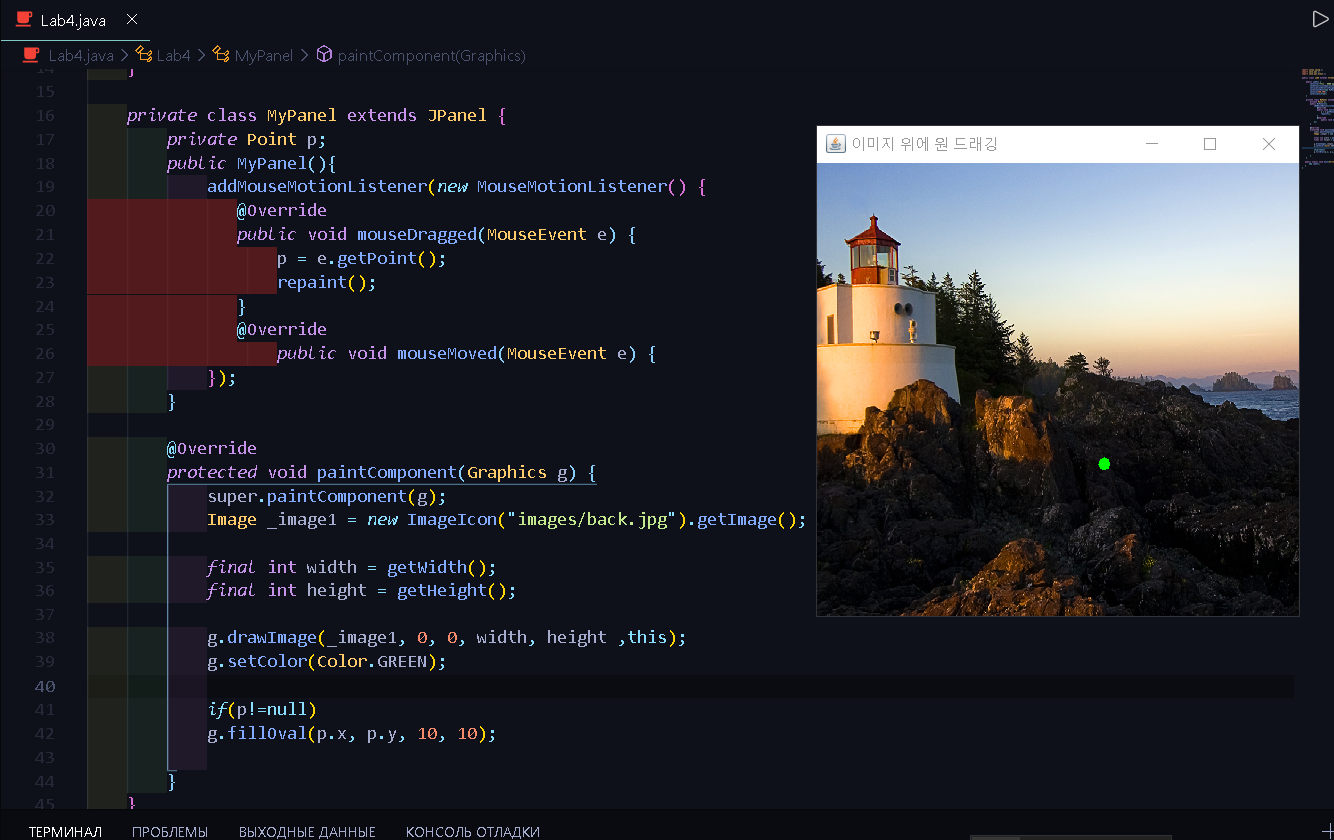 Lab4.java
Lab4.java > Lab4 > MyPanel > paintComponent(Graphics)
14 }
15
16 private class MyPanel extends JPanel {
17 private Point p;
18 public MyPanel(){
19 addMouseMotionListener(new MouseMotionListener() {
20 @Override
21 public void mouseDragged(MouseEvent e) {
22 p = e.getPoint();
23 repaint();
24 }
25 @Override
26 public void mouseMoved(MouseEvent e) {
27 });
28 }
29
30 @Override
31 protected void paintComponent(Graphics g) {
32 super.paintComponent(g);
33 Image _image1 = new ImageIcon("images/back.jpg").getImage();
34
35 final int width = getWidth();
36 final int height = getHeight();
37
38 g.drawImage(_image1, 0, 0, width, height ,this);
39 g.setColor(Color.GREEN);
40
41 if(p!=null)
42 g.fillOval(p.x, p.y, 10, 10);
43
44 }
45 }
이미지 위에 원 드래깅
ТЕРМИНАЛ ПРОБЛЕМЫ ВЫХОДНЫЕ ДАННЫЕ КОНСОЛЬ ОТЛАДКИ